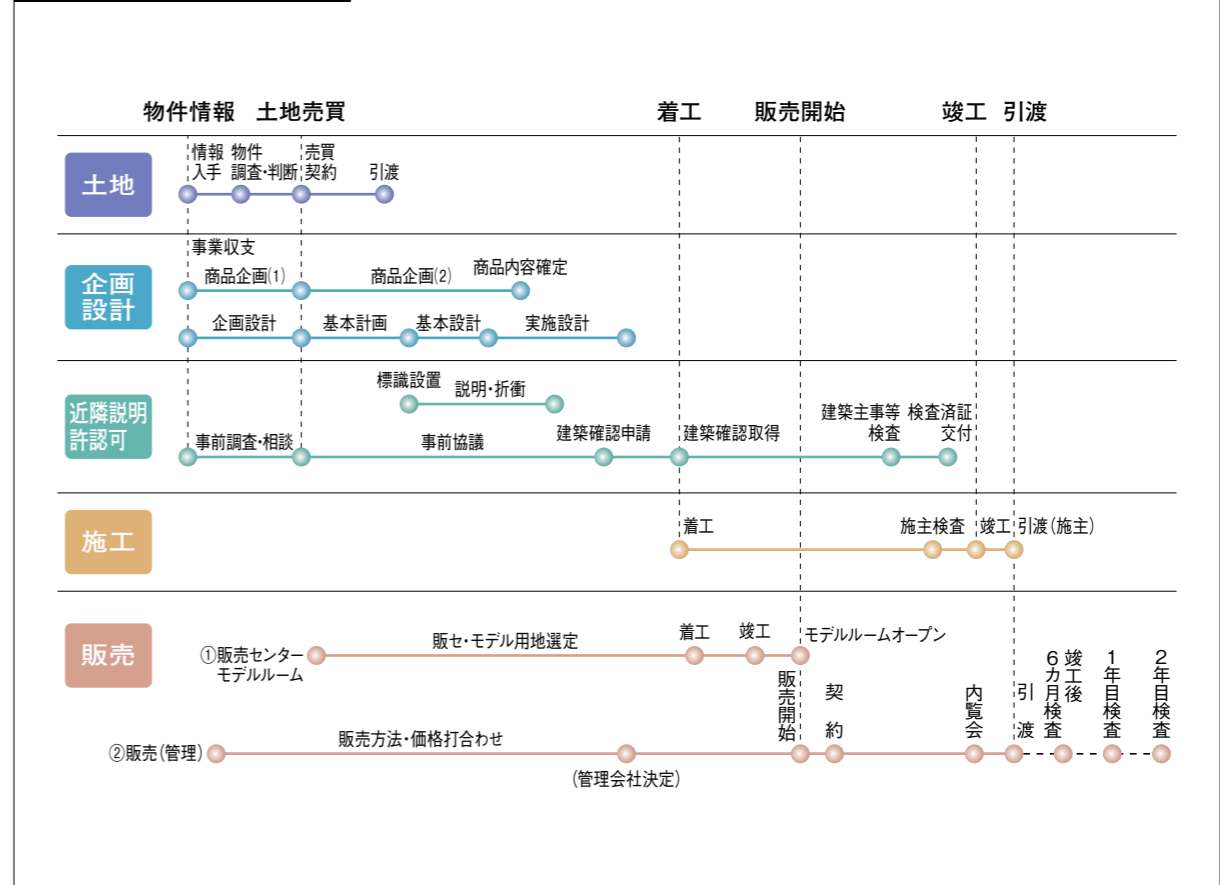 物件情報 土地売買 着工 販売開始 竣工 引渡
土地
情報 物件 売買
入手 調査・判断 契約 引渡
企画
設計
事業収支
商品企画(1) 商品企画(2) 商品内容確定
企画設計 基本計画 基本設計 実施設計
近隣説明
許認可
標識設置 説明・折衝
事前調査・相談 事前協議 建築確認申請 建築確認取得
建築主事等
検査
検査済証
交付
施工
着工 施主検査 竣工 引渡(施主)
販売
①販売センター
モデルルーム
販セ・モデル用地選定 着工 竣工 モデルルームオープン
②販売(管理)
販売方法・価格打合わせ
(管理会社決定)
販売開始
契約
内覧会
引渡
竣工後
6カ月検査
1年目検査
2年目検査